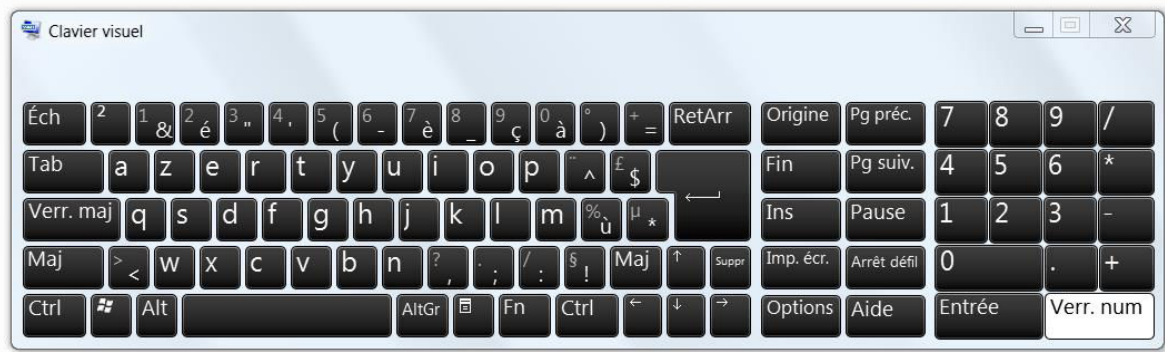 Clavier visuel
Éch ² 1 & 2 é 3 " 4 ' 5 ( 6 - 7 è 8 _ 9 ç 0 à ° ) + = RetArr Origine Pg préc. 7 8 9 /
Tab a z e r t y u i o p ¨ ^ £ $ Fin Pg suiv. 4 5 6 *
Verr. maj q s d f g h j k l m % ù µ * ← Ins Pause 1 2 3 -
Maj > < w x c v b n ? , . ; / : § ! Maj ↑ Suppr Imp. écr. Arrêt défil 0 . +
Ctrl Alt AltGr Fn Ctrl ← ↓ → Options Aide Entrée Verr. num